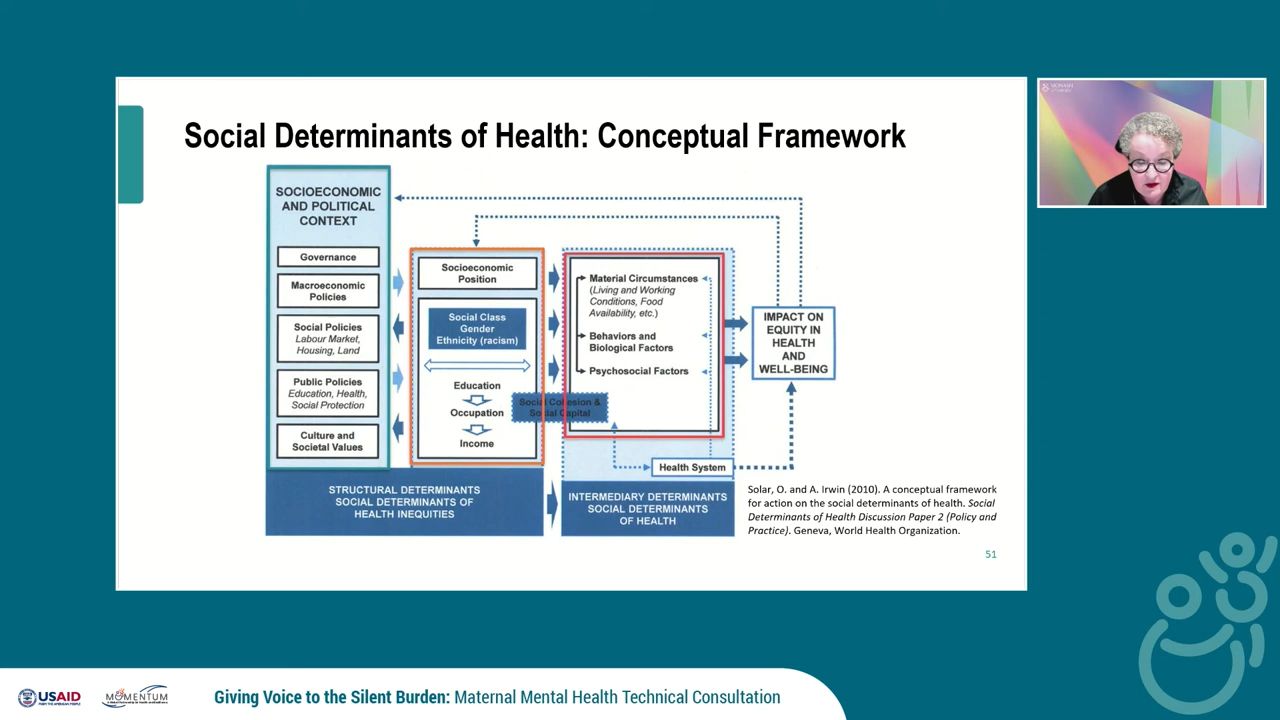 Social Determinants of Health: Conceptual Framework
SOCIOECONOMIC
AND POLITICAL
CONTEXT
Governance
Macroeconomic
Policies
Social Policies
Labour Market,
Housing, Land
Public Policies
Education, Health,
Social Protection
Culture and
Societal Values
Socioeconomic
Position
Social Class
Gender
Ethnicity (racism)
Education
Occupation
Income
Social Cohesion &
Social Capital
Material Circumstances
(Living and Working
Conditions, Food
Availability, etc.)
Behaviors and
Biological Factors
Psychosocial Factors
Health System
IMPACT ON
EQUITY IN
HEALTH
AND
WELL-BEING
STRUCTURAL DETERMINANTS
SOCIAL DETERMINANTS OF
HEALTH INEQUITIES
INTERMEDIARY DETERMINANTS
SOCIAL DETERMINANTS
OF HEALTH
Solar, O. and A. Irwin (2010). A conceptual framework
for action on the social determinants of health. Social
Determinants of Health Discussion Paper 2 (Policy and
Practice). Geneva, World Health Organization.
51
USAID
FROM THE AMERICAN PEOPLE
MOMENTUM
Giving Voice to the Silent Burden: Maternal Mental Health Technical Consultation